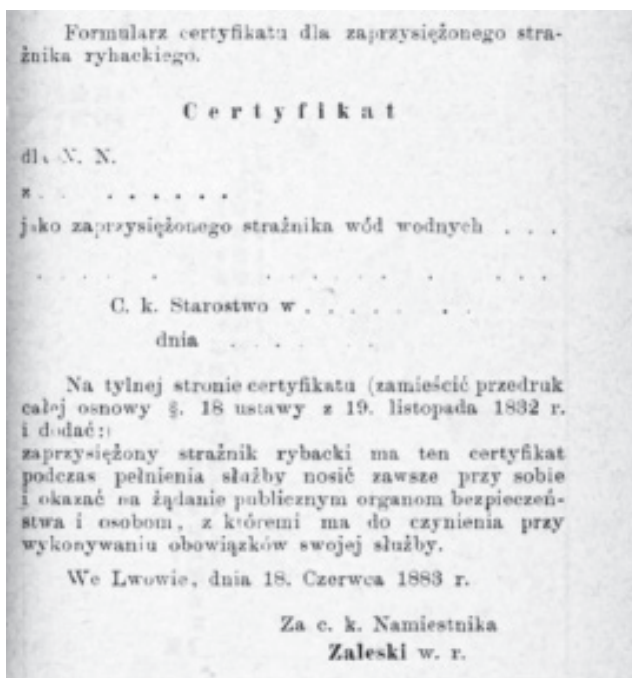 Formularz certyfikatu dla zaprzysiężonego stra-
żnika rybackiego.
Certyfikat
dla N. N.
z . . . . . . . .
jako zaprzysiężonego strażnika wód wodnych . . .
. . . . . . . . . . . .
C. k. Starostwo w . . . . . . .
dnia . . . . .
Na tylnej stronie certyfikatu (zamieścić przedruk
całej osnowy §. 18 ustawy z 19. listopada 1832 r.
i dodać:)
zaprzysiężony strażnik rybacki ma ten certyfikat
podczas pełnienia służby nosić zawsze przy sobie
i okazać na żądanie publicznym organom bezpieczeń-
stwa i osobom, z któremi ma do czynienia przy
wykonywaniu obowiązków swojej służby.
We Lwowie, dnia 18. Czerwca 1883 r.
Za c. k. Namiestnika
Zaleski w. r.